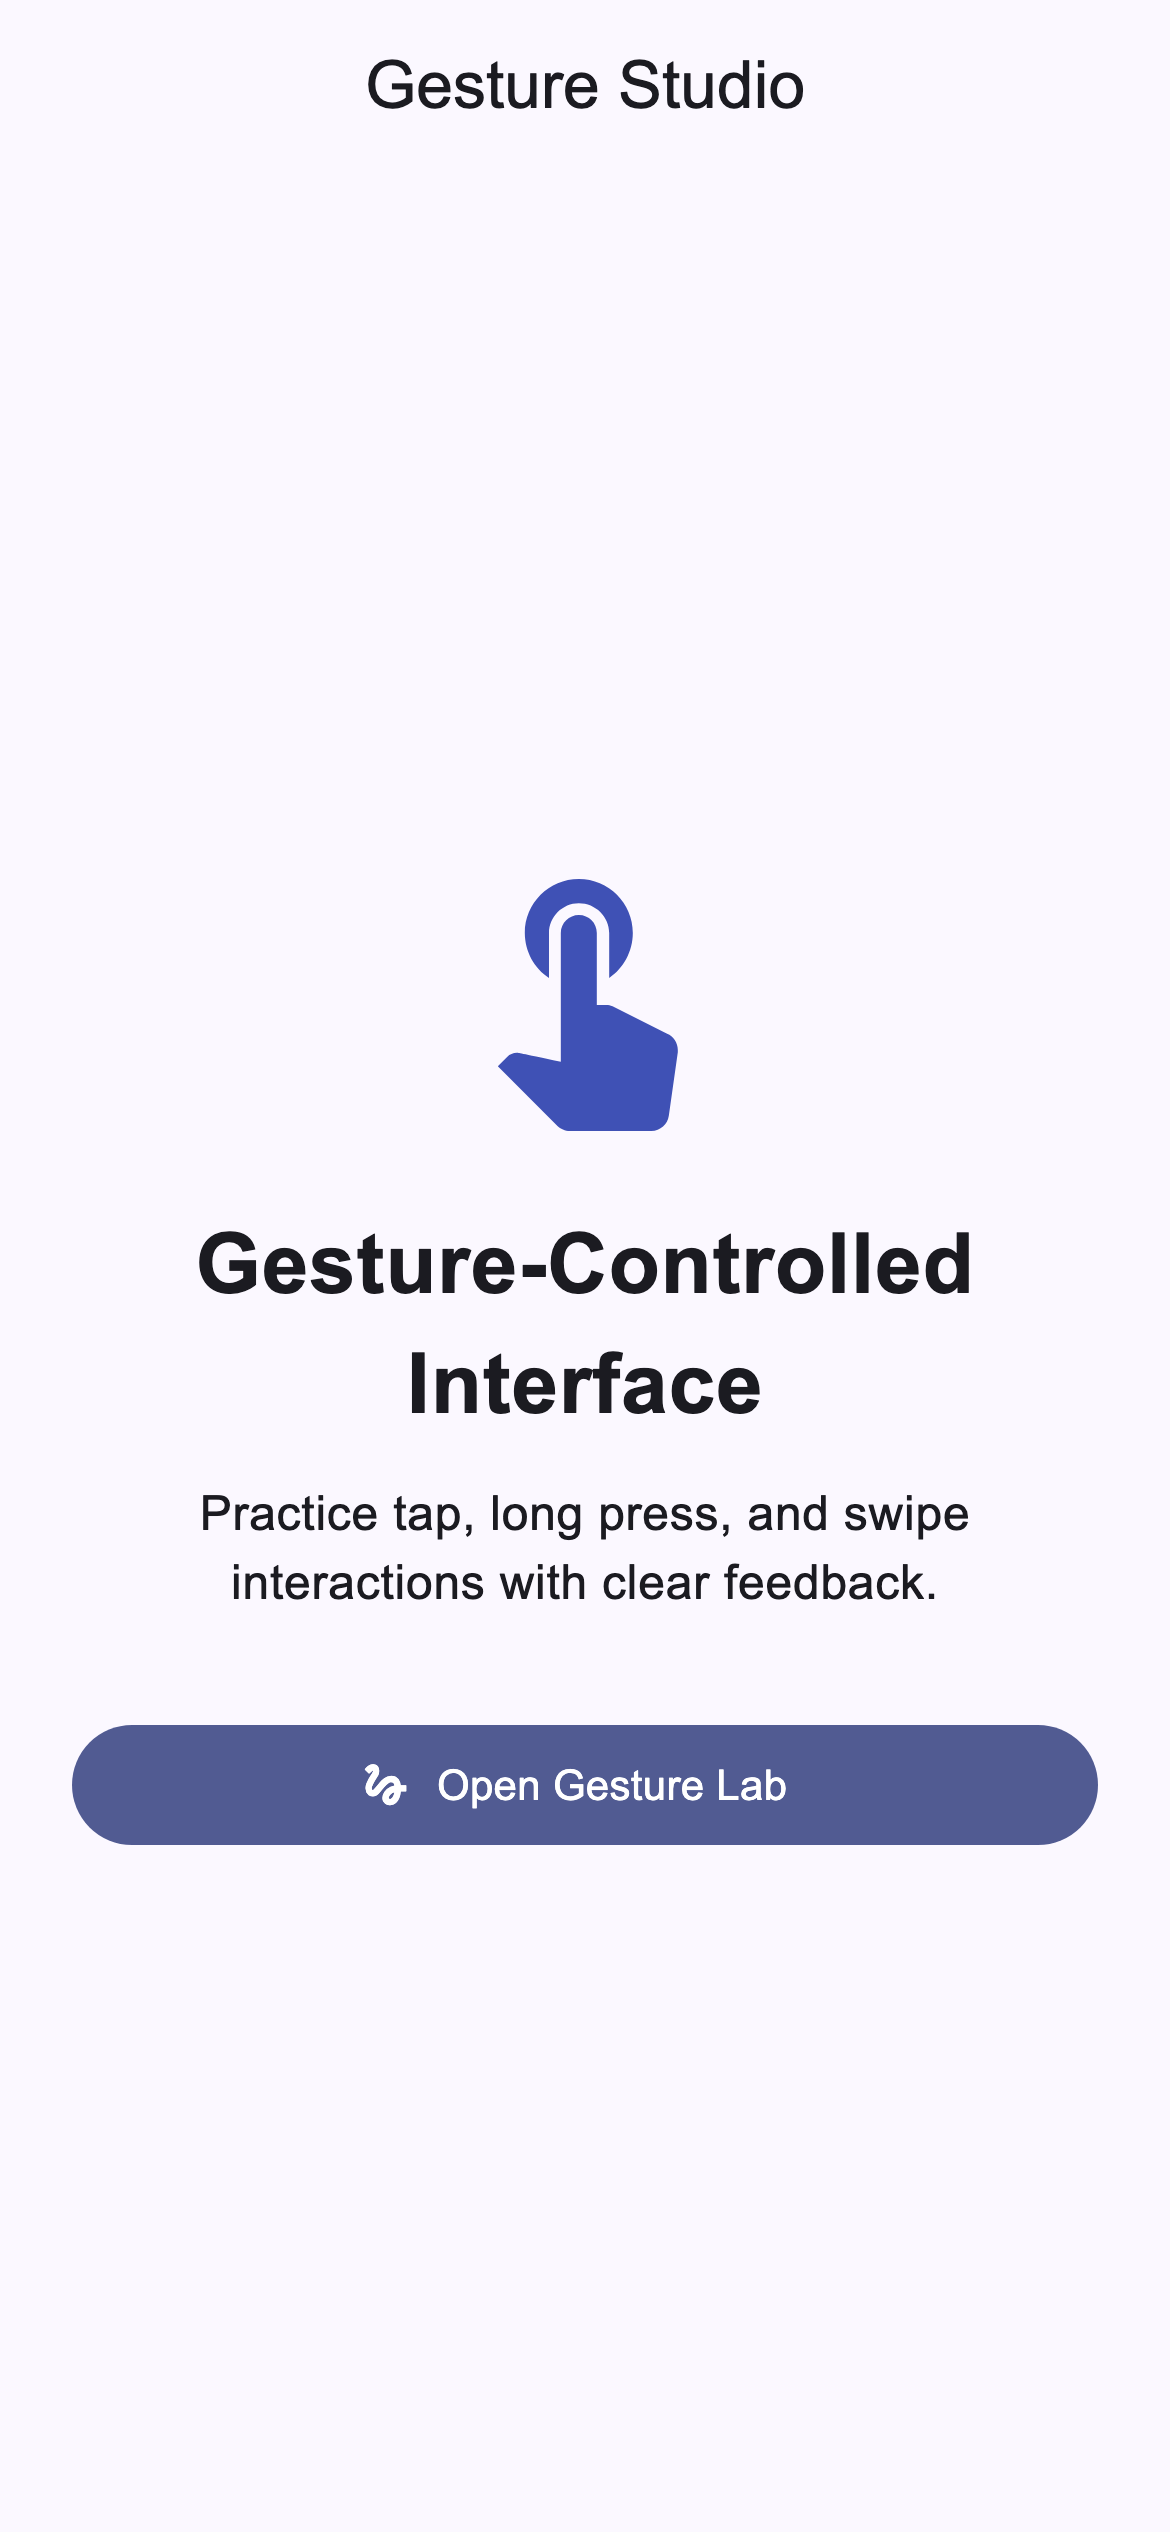 Gesture Studio
Gesture-Controlled
Interface
Practice tap, long press, and swipe
interactions with clear feedback.
Open Gesture Lab